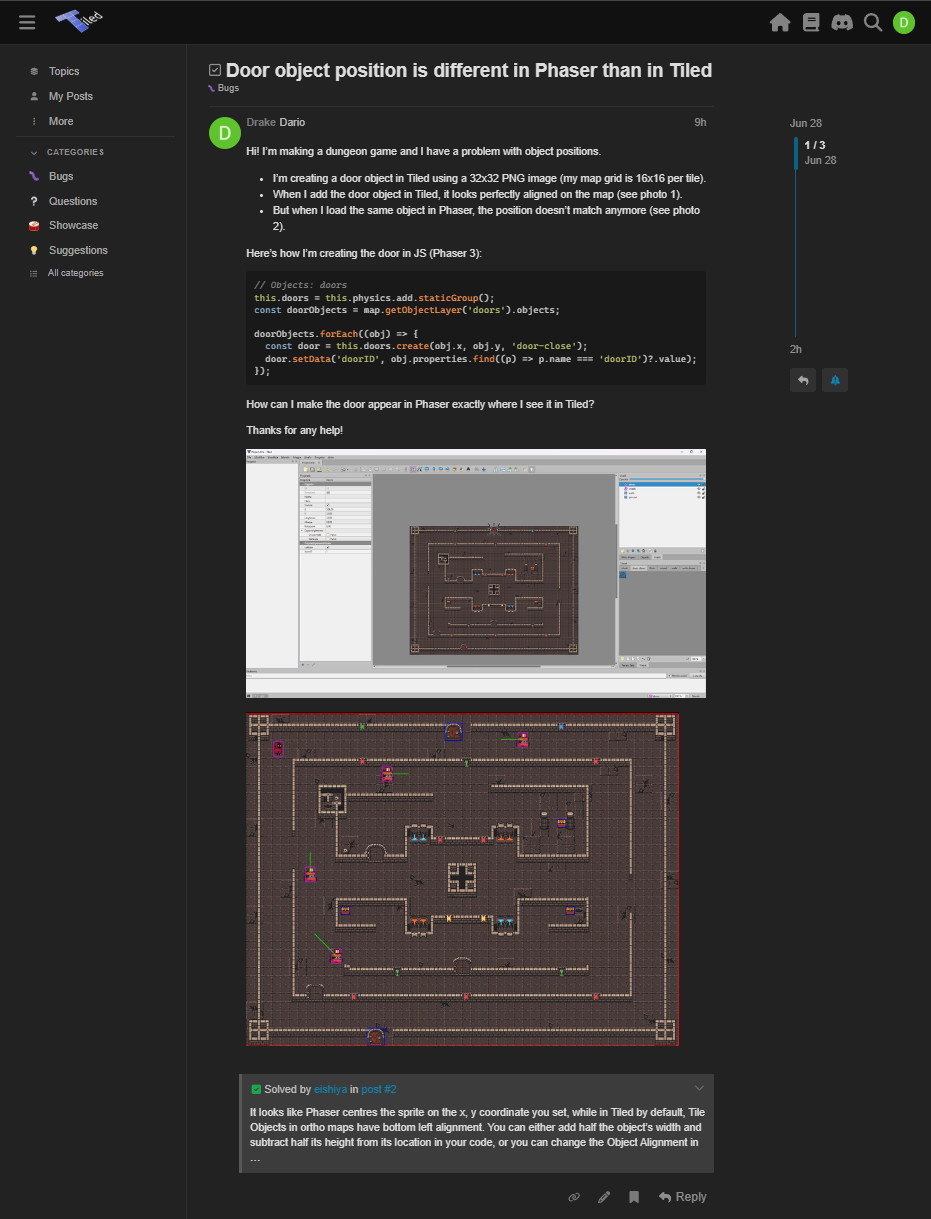 Tiled
D
Topics
My Posts
More
CATEGORIES
Bugs
Questions
Showcase
Suggestions
All categories
Door object position is different in Phaser than in Tiled
Bugs
D
Drake Dario
9h
Hi! I'm making a dungeon game and I have a problem with object positions.
• I'm creating a door object in Tiled using a 32x32 PNG image (my map grid is 16x16 per tile).
• When I add the door object in Tiled, it looks perfectly aligned on the map (see photo 1).
• But when I load the same object in Phaser, the position doesn't match anymore (see photo
2).
Here's how I'm creating the door in JS (Phaser 3):
// Objects: doors
this.doors = this.physics.add.staticGroup();
const doorObjects = map.getObjectLayer('doors').objects;
doorObjects.forEach((obj) => {
const door = this.doors.create(obj.x, obj.y, 'door-close');
door.setData('doorID', obj.properties.find((p) => p.name === 'doorID')?.value);
});
How can I make the door appear in Phaser exactly where I see it in Tiled?
Thanks for any help!
Solved by eishiya in post #2
It looks like Phaser centres the sprite on the x, y coordinate you set, while in Tiled by default, Tile
Objects in ortho maps have bottom left alignment. You can either add half the object's width and
subtract half its height from its location in your code, or you can change the Object Alignment in
…
Reply
Jun 28
1 / 3
Jun 28
2h